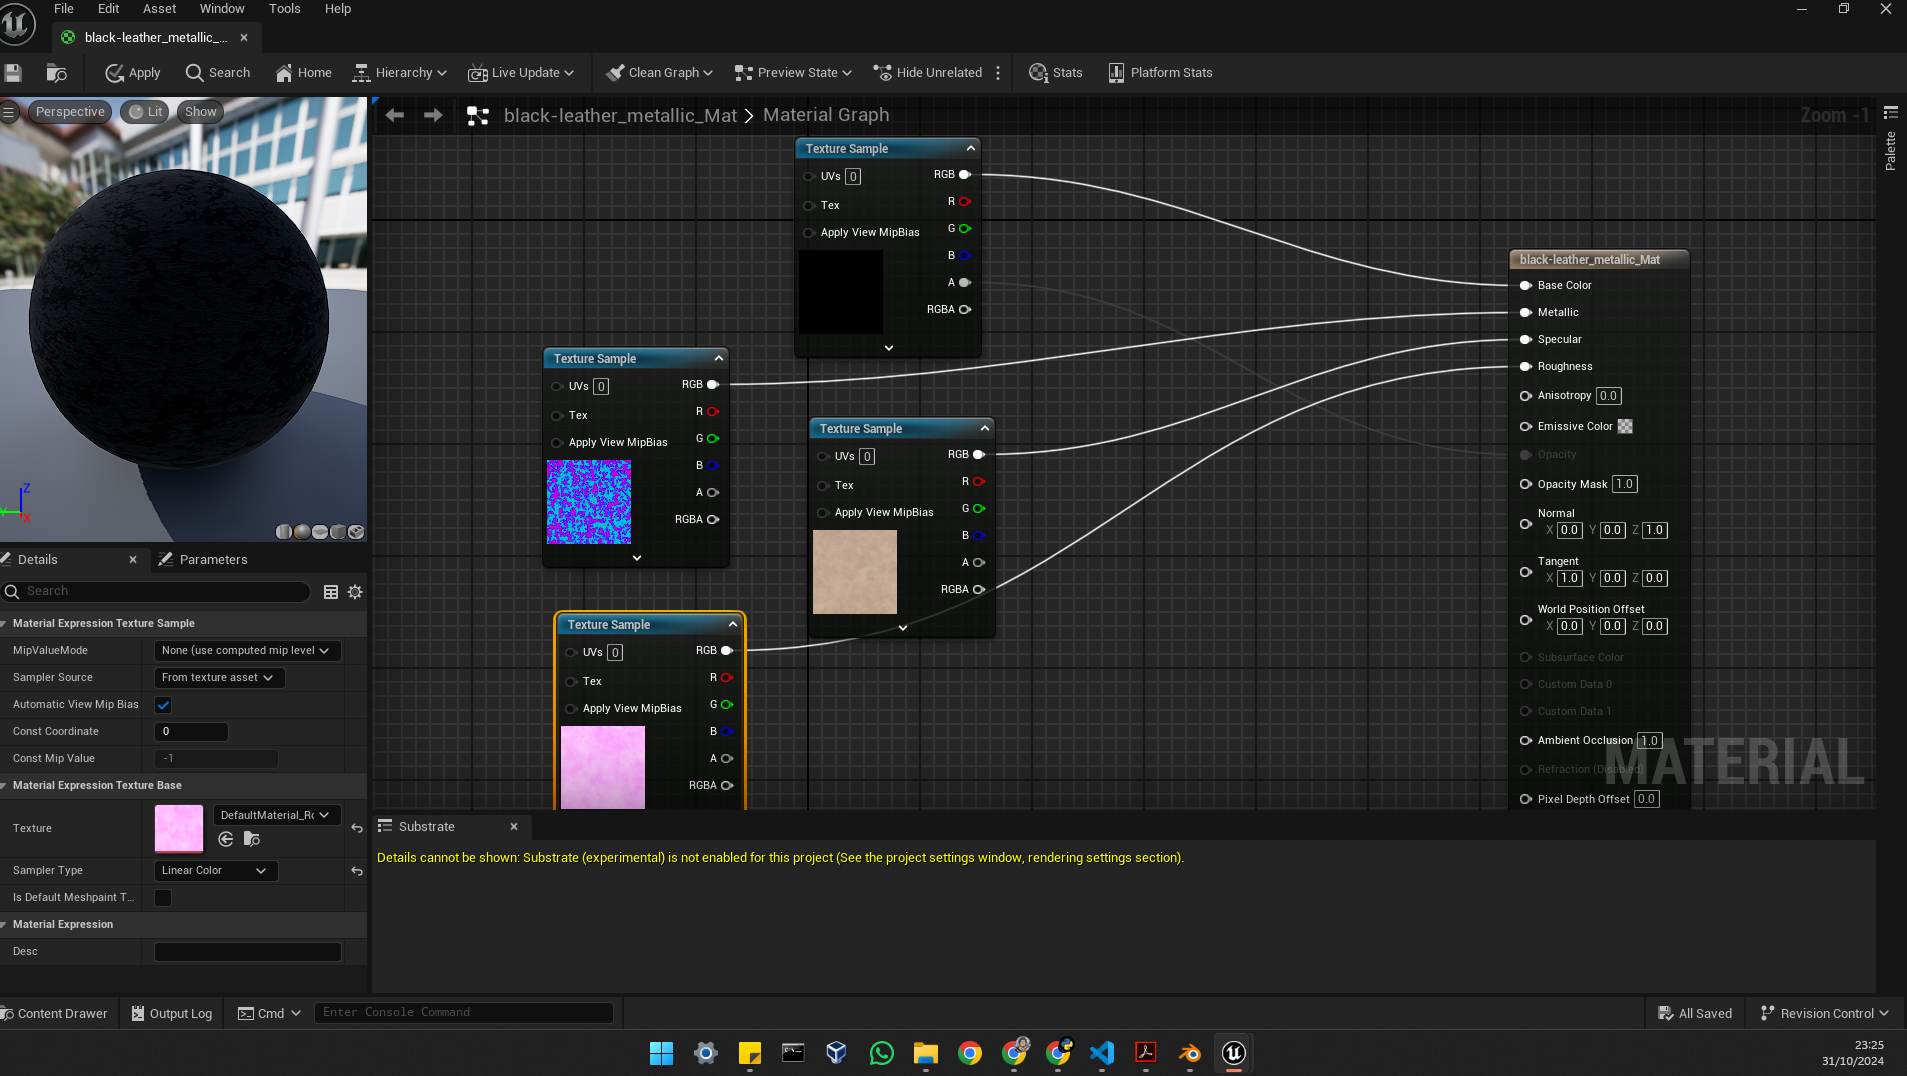 File Edit Asset Window Tools Help
black-leather_metallic_...
Apply Search Home Hierarchy Live Update Clean Graph Preview State Hide Unrelated Stats Platform Stats
Perspective Lit Show
black-leather_metallic_Mat > Material Graph
Zoom -1
Palette
Texture Sample
UVs 0 RGB
R
Tex
G
Apply View MipBias
B
A
RGBA
Texture Sample
UVs 0 RGB
R
Tex
G
Apply View MipBias
B
A
RGBA
Texture Sample
UVs 0 RGB
R
Tex
G
Apply View MipBias
B
A
RGBA
Texture Sample
UVs 0 RGB
R
Tex
G
Apply View MipBias
B
A
RGBA
black-leather_metallic_Mat
Base Color
Metallic
Specular
Roughness
Anisotropy 0.0
Emissive Color
Opacity
Opacity Mask 1.0
Normal
X 0.0 Y 0.0 Z 1.0
Tangent
X 1.0 Y 0.0 Z 0.0
World Position Offset
X 0.0 Y 0.0 Z 0.0
Subsurface Color
Custom Data 0
Custom Data 1
Ambient Occlusion 1.0
Refraction (Disabled)
Pixel Depth Offset 0.0
MATERIAL
Z
Y
X
Details
Parameters
Search
Material Expression Texture Sample
MipValueMode None (use computed mip level
Sampler Source From texture asset
Automatic View Mip Bias
Const Coordinate 0
Const Mip Value -1
Material Expression Texture Base
Texture DefaultMaterial_Ro
Sampler Type Linear Color
Is Default Meshpaint T...
Material Expression
Desc
Substrate
Details cannot be shown: Substrate (experimental) is not enabled for this project (See the project settings window, rendering settings section).
Content Drawer Output Log Cmd Enter Console Command All Saved Revision Control
23:25
31/10/2024